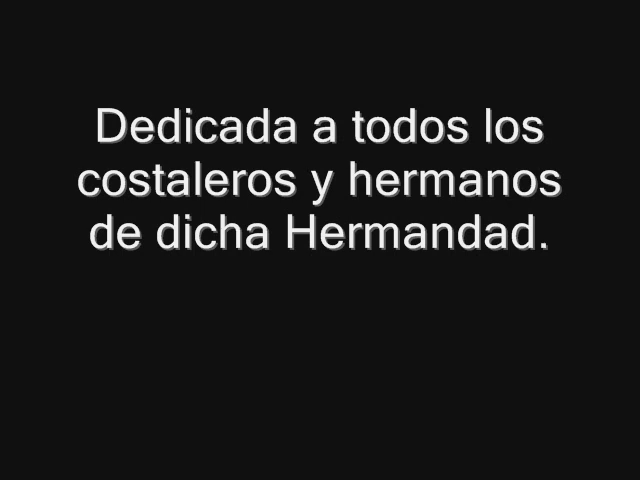 Dedicada a todos los
costaleros y hermanos
de dicha Hermandad.